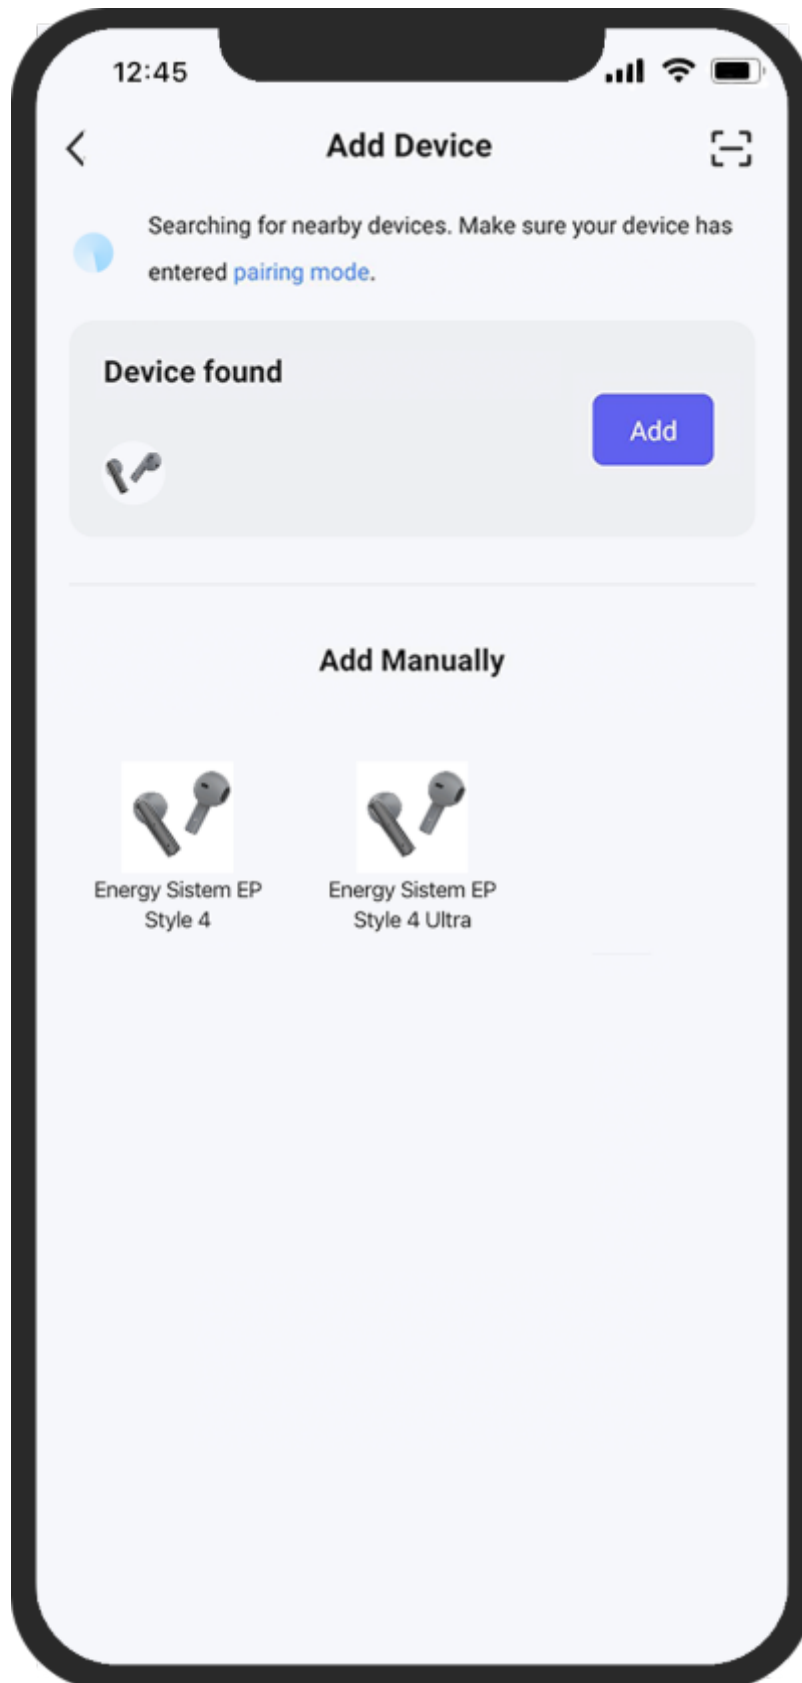 12:45
Add Device
Searching for nearby devices. Make sure your device has
entered pairing mode.
Device found
Add
Add Manually
Energy Sistem EP
Style 4
Energy Sistem EP
Style 4 Ultra